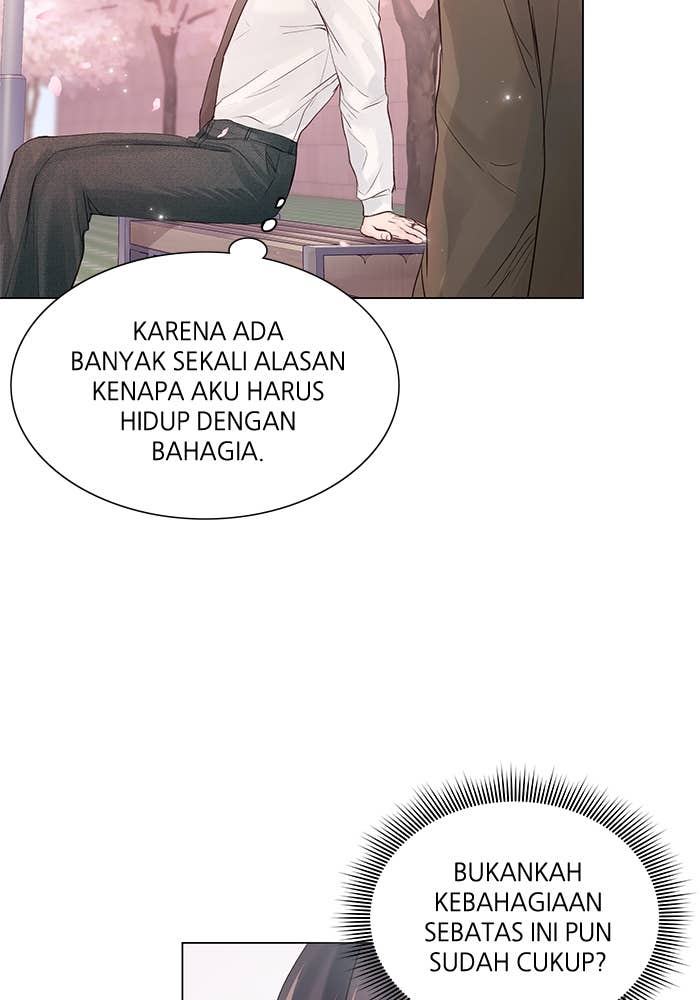 KARENA ADA
BANYAK SEKALI ALASAN
KENAPA AKU HARUS
HIDUP DENGAN
BAHAGIA.
BUKANKAH
KEBAHAGIAAN
SEBATAS INI PUN
SUDAH CUKUP?